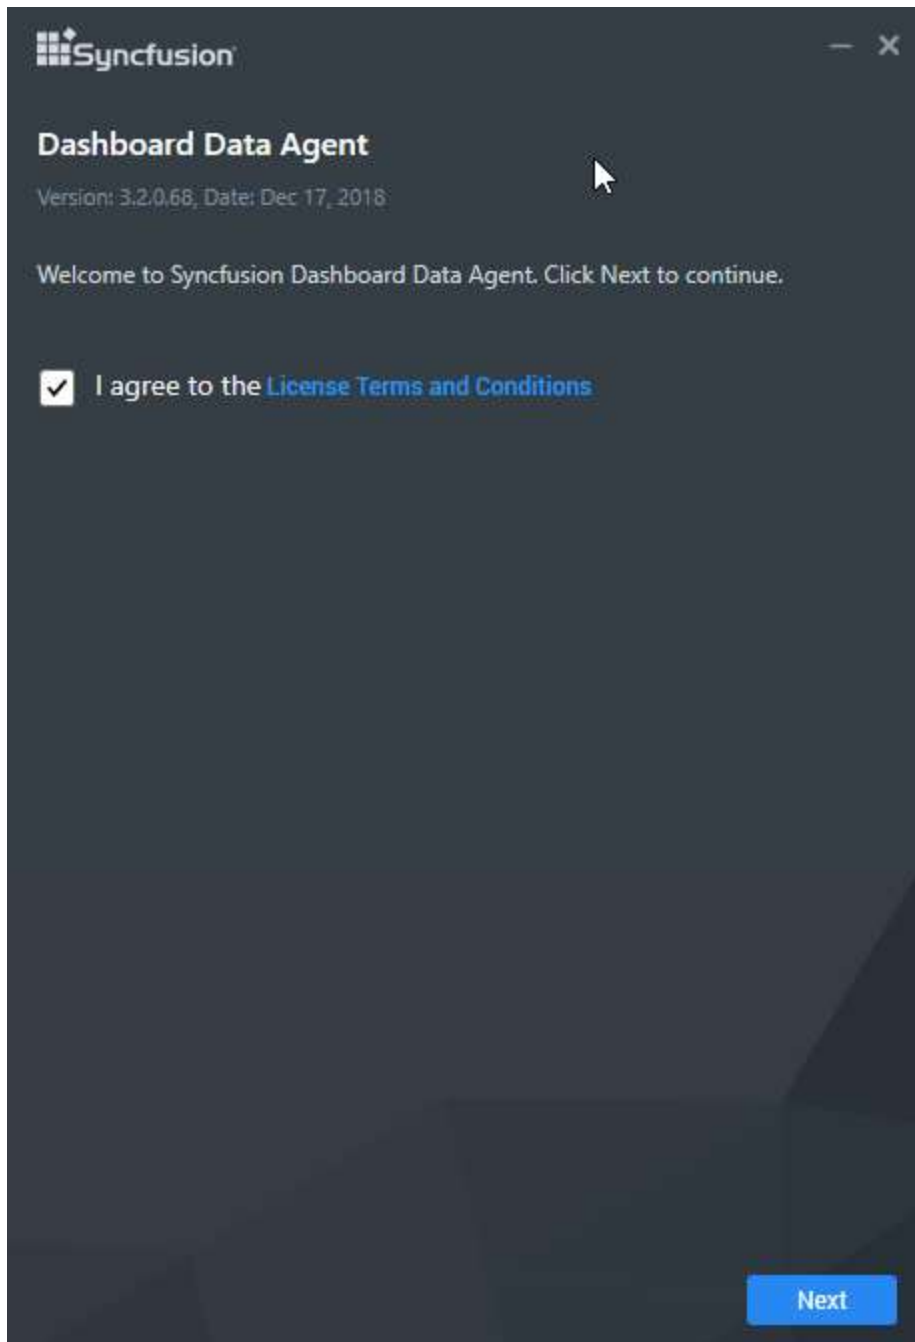 Syncfusion
Dashboard Data Agent
Version: 3.2.0.68, Date: Dec 17, 2018
Welcome to Syncfusion Dashboard Data Agent. Click Next to continue.
I agree to the License Terms and Conditions
Next